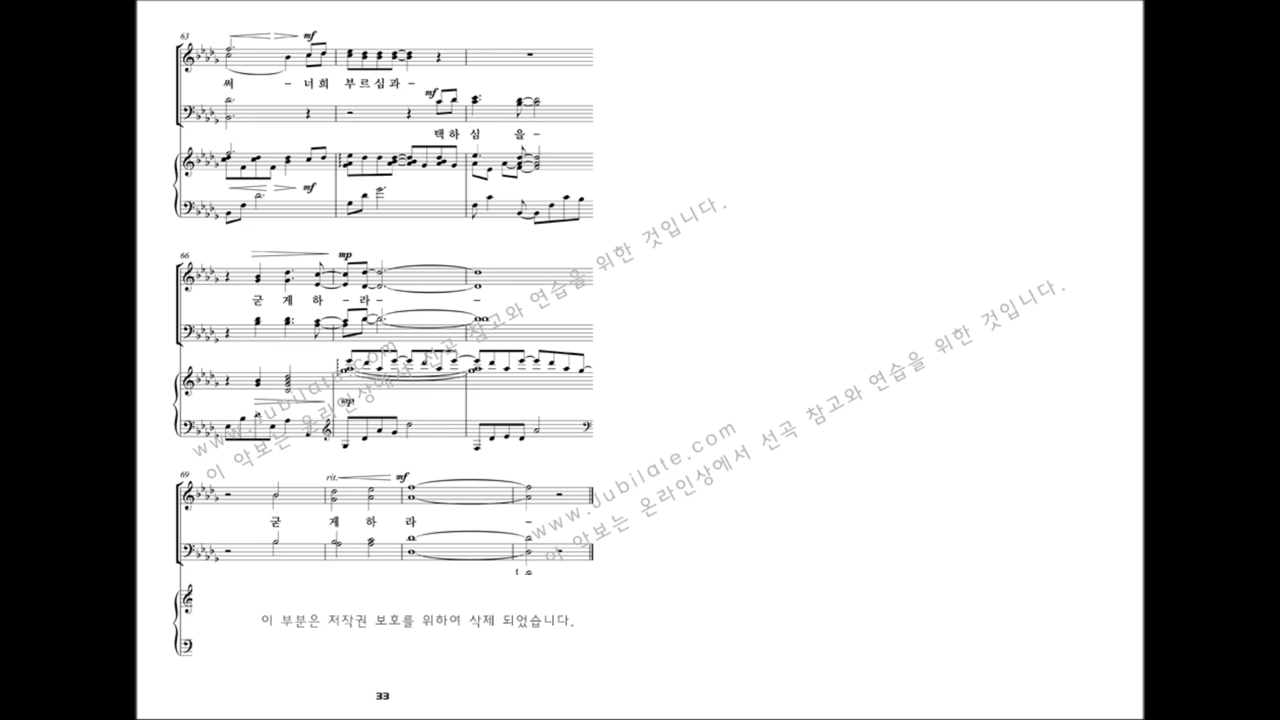 63
mf
써 - 너희 부르심과 -
mf
택하심 을 -
mf
66
mp
굳 게 하 - 라 - -
mp
www.Jubilate.com
이 악보는 온라인상에서 선곡 참고와 연습을 위한 것입니다.
69
rit. mf
굳 게 하 라 -
www.Jubilate.com
이 악보는 온라인상에서 선곡 참고와 연습을 위한 것입니다.
이 부분은 저작권 보호를 위하여 삭제 되었습니다.
33